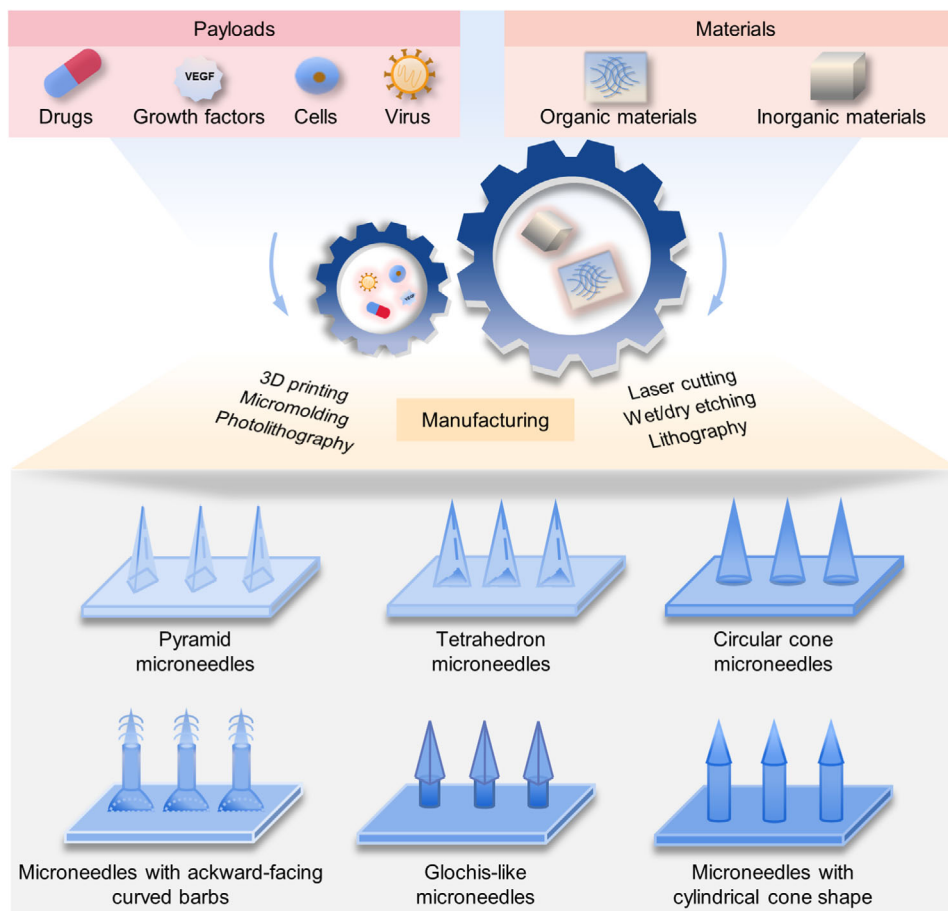 Payloads
Materials
VEGF
Drugs
Growth factors
Cells
Virus
Organic materials
Inorganic materials
VEGF
3D printing
Micromolding
Photolithography
Manufacturing
Laser cutting
Wet/dry etching
Lithography
Pyramid
microneedles
Tetrahedron
microneedles
Circular cone
microneedles
Microneedles with ackward-facing
curved barbs
Glochis-like
microneedles
Microneedles with
cylindrical cone shape